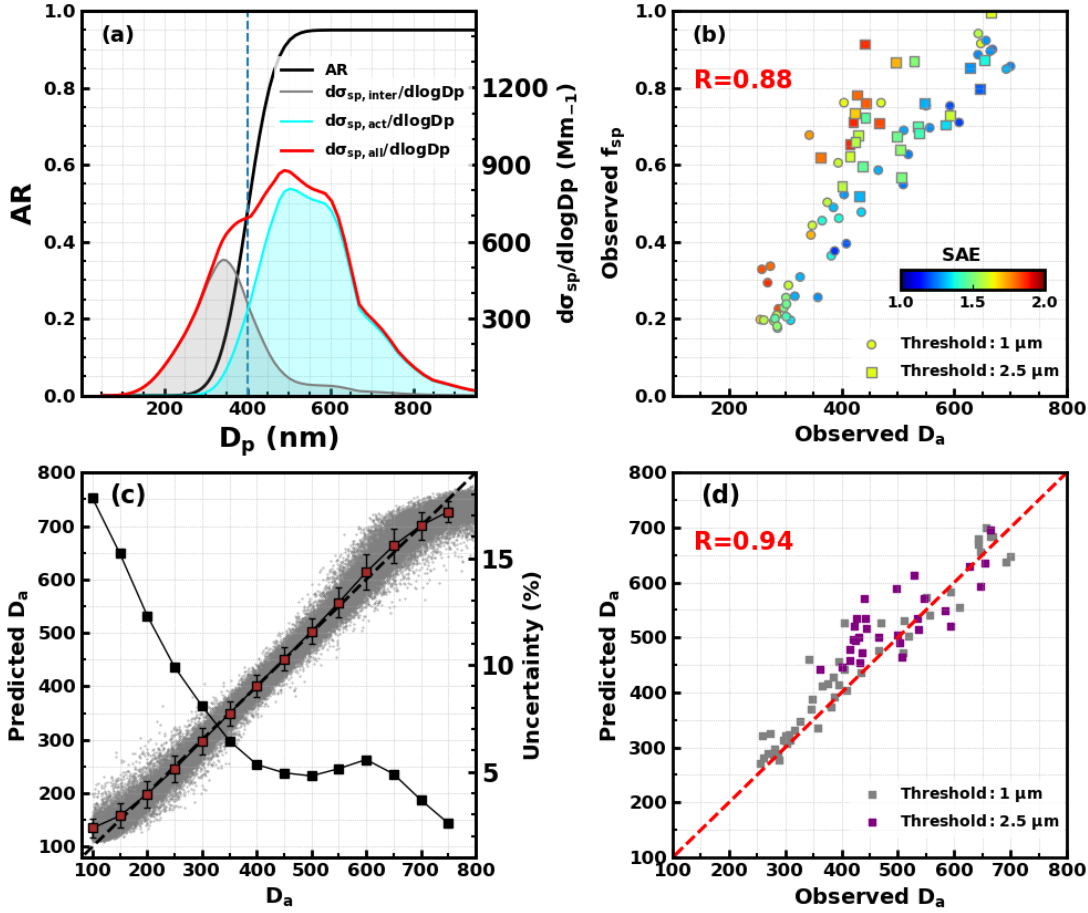 (a)
AR
dσsp, inter/dlogDp
dσsp, act/dlogDp
dσsp, all/dlogDp
AR
1.0
0.8
0.6
0.4
0.2
0.0
1200
900
600
300
dσsp/dlogDp (Mm−1)
200 400 600 800
Dp (nm)
(b)
R=0.88
Observed fsp
1.0
0.8
0.6
0.4
0.2
0.0
SAE
1.0 1.5 2.0
Threshold: 1 μm
Threshold: 2.5 μm
200 400 600 800
Observed Da
(c)
Predicted Da
800
700
600
500
400
300
200
100
15
10
5
Uncertainty (%)
100 200 300 400 500 600 700 800
Da
(d)
R=0.94
Predicted Da
800
700
600
500
400
300
200
100
Threshold: 1 μm
Threshold: 2.5 μm
100 200 300 400 500 600 700 800
Observed Da